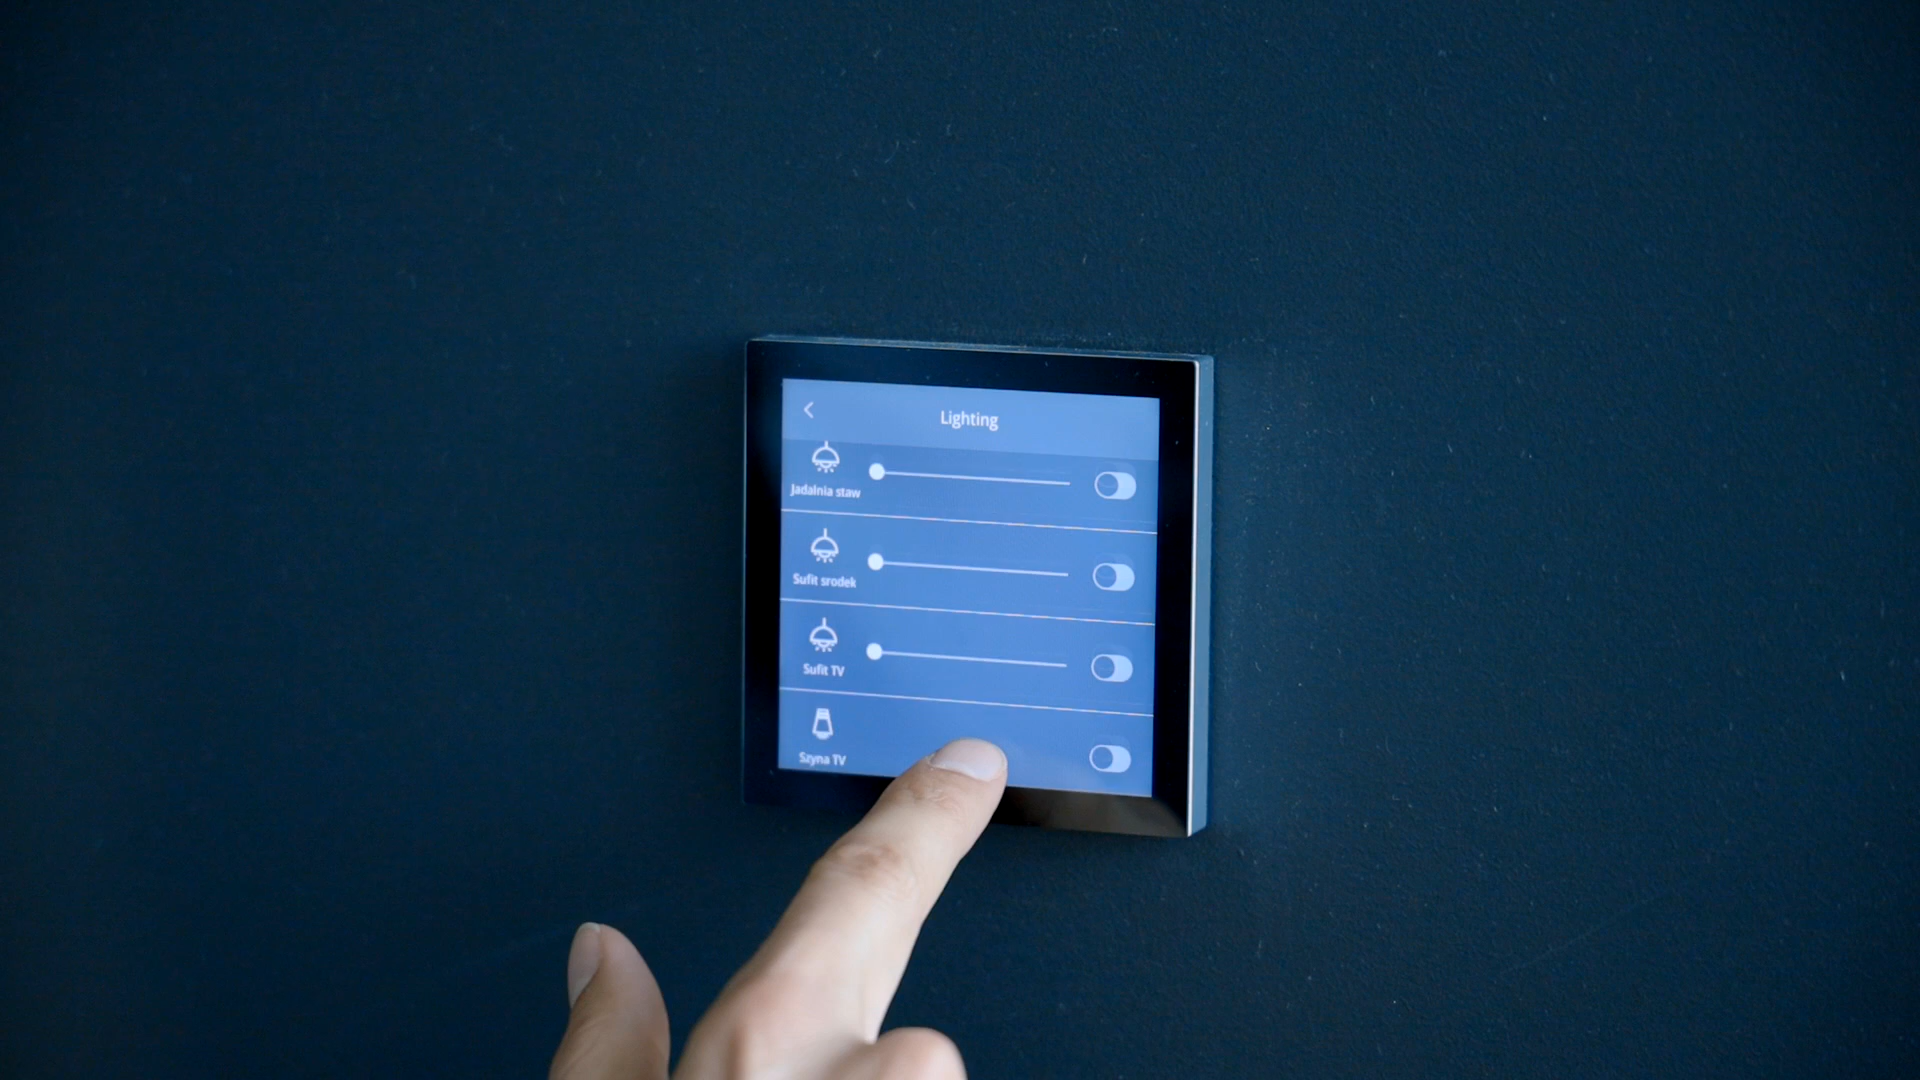 Lighting
Jadalnia staw
Sufit srodek
Sufit TV
Szyna TV